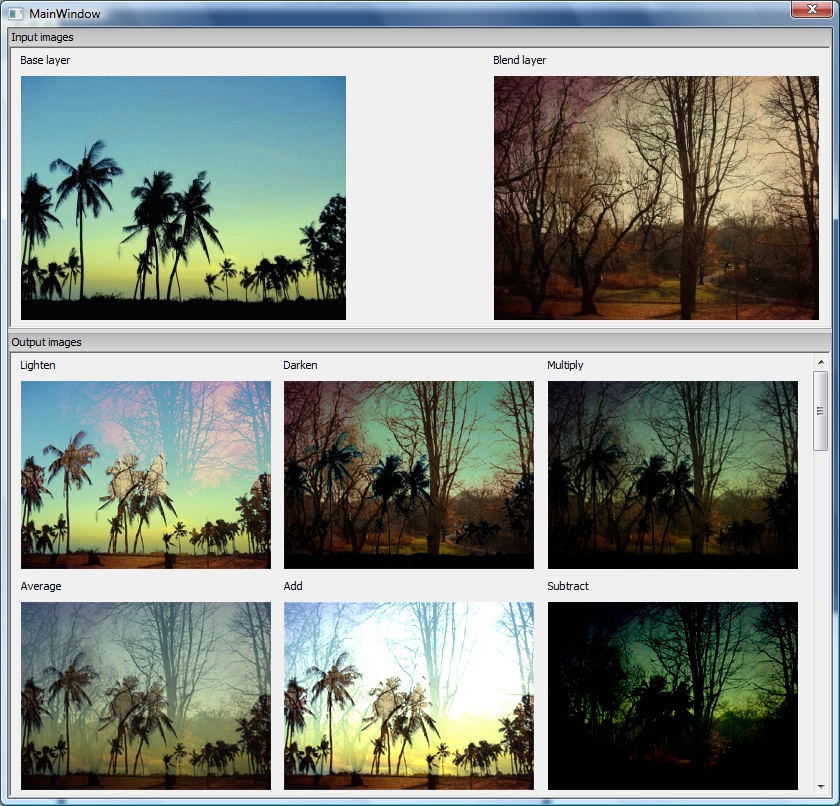 MainWindow
Input images
Base layer
Blend layer
Output images
Lighten
Darken
Multiply
Average
Add
Subtract